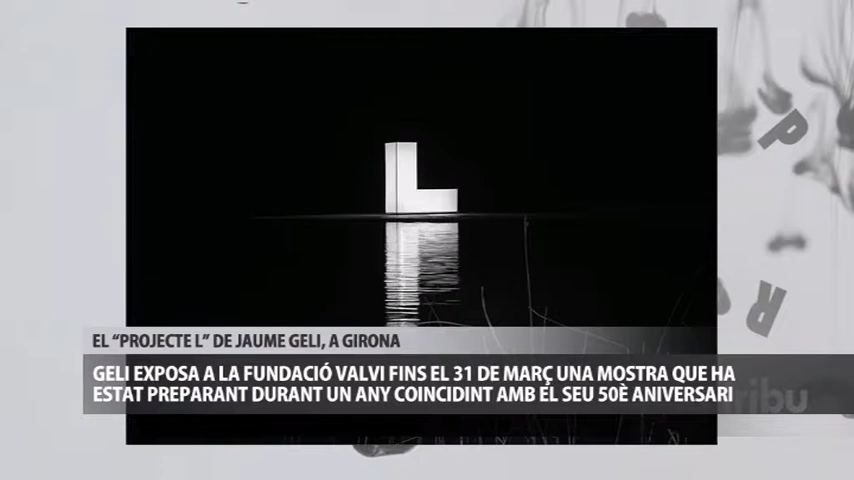 L
P
R
EL “PROJECTE L” DE JAUME GELI, A GIRONA
GELI EXPOSA A LA FUNDACIÓ VALVI FINS EL 31 DE MARÇ UNA MOSTRA QUE HA
ESTAT PREPARANT DURANT UN ANY COINCIDINT AMB EL SEU 50È ANIVERSARI